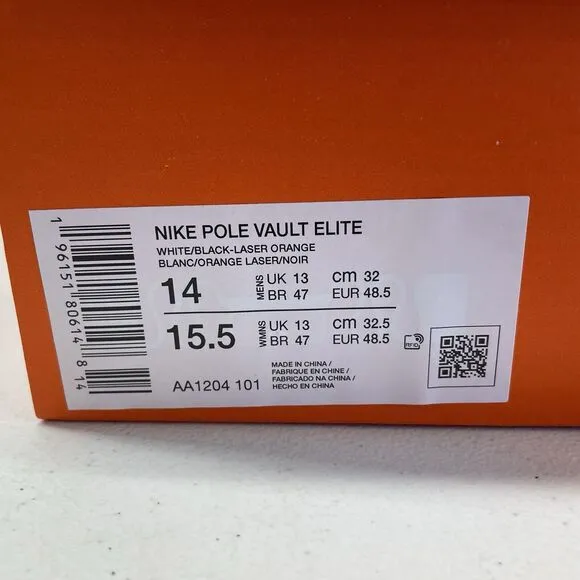 NIKE POLE VAULT ELITE
WHITE/BLACK-LASER ORANGE
BLANC/ORANGE LASER/NOIR
14 MENS UK 13 cm 32
BR 47 EUR 48.5
15.5 WMNS UK 13 cm 32.5
BR 47 EUR 48.5
RFID
AA1204 101
MADE IN CHINA /
FABRIQUE EN CHINE /
FABRICADO NA CHINA /
HECHO EN CHINA
1 96151 80614 8 14